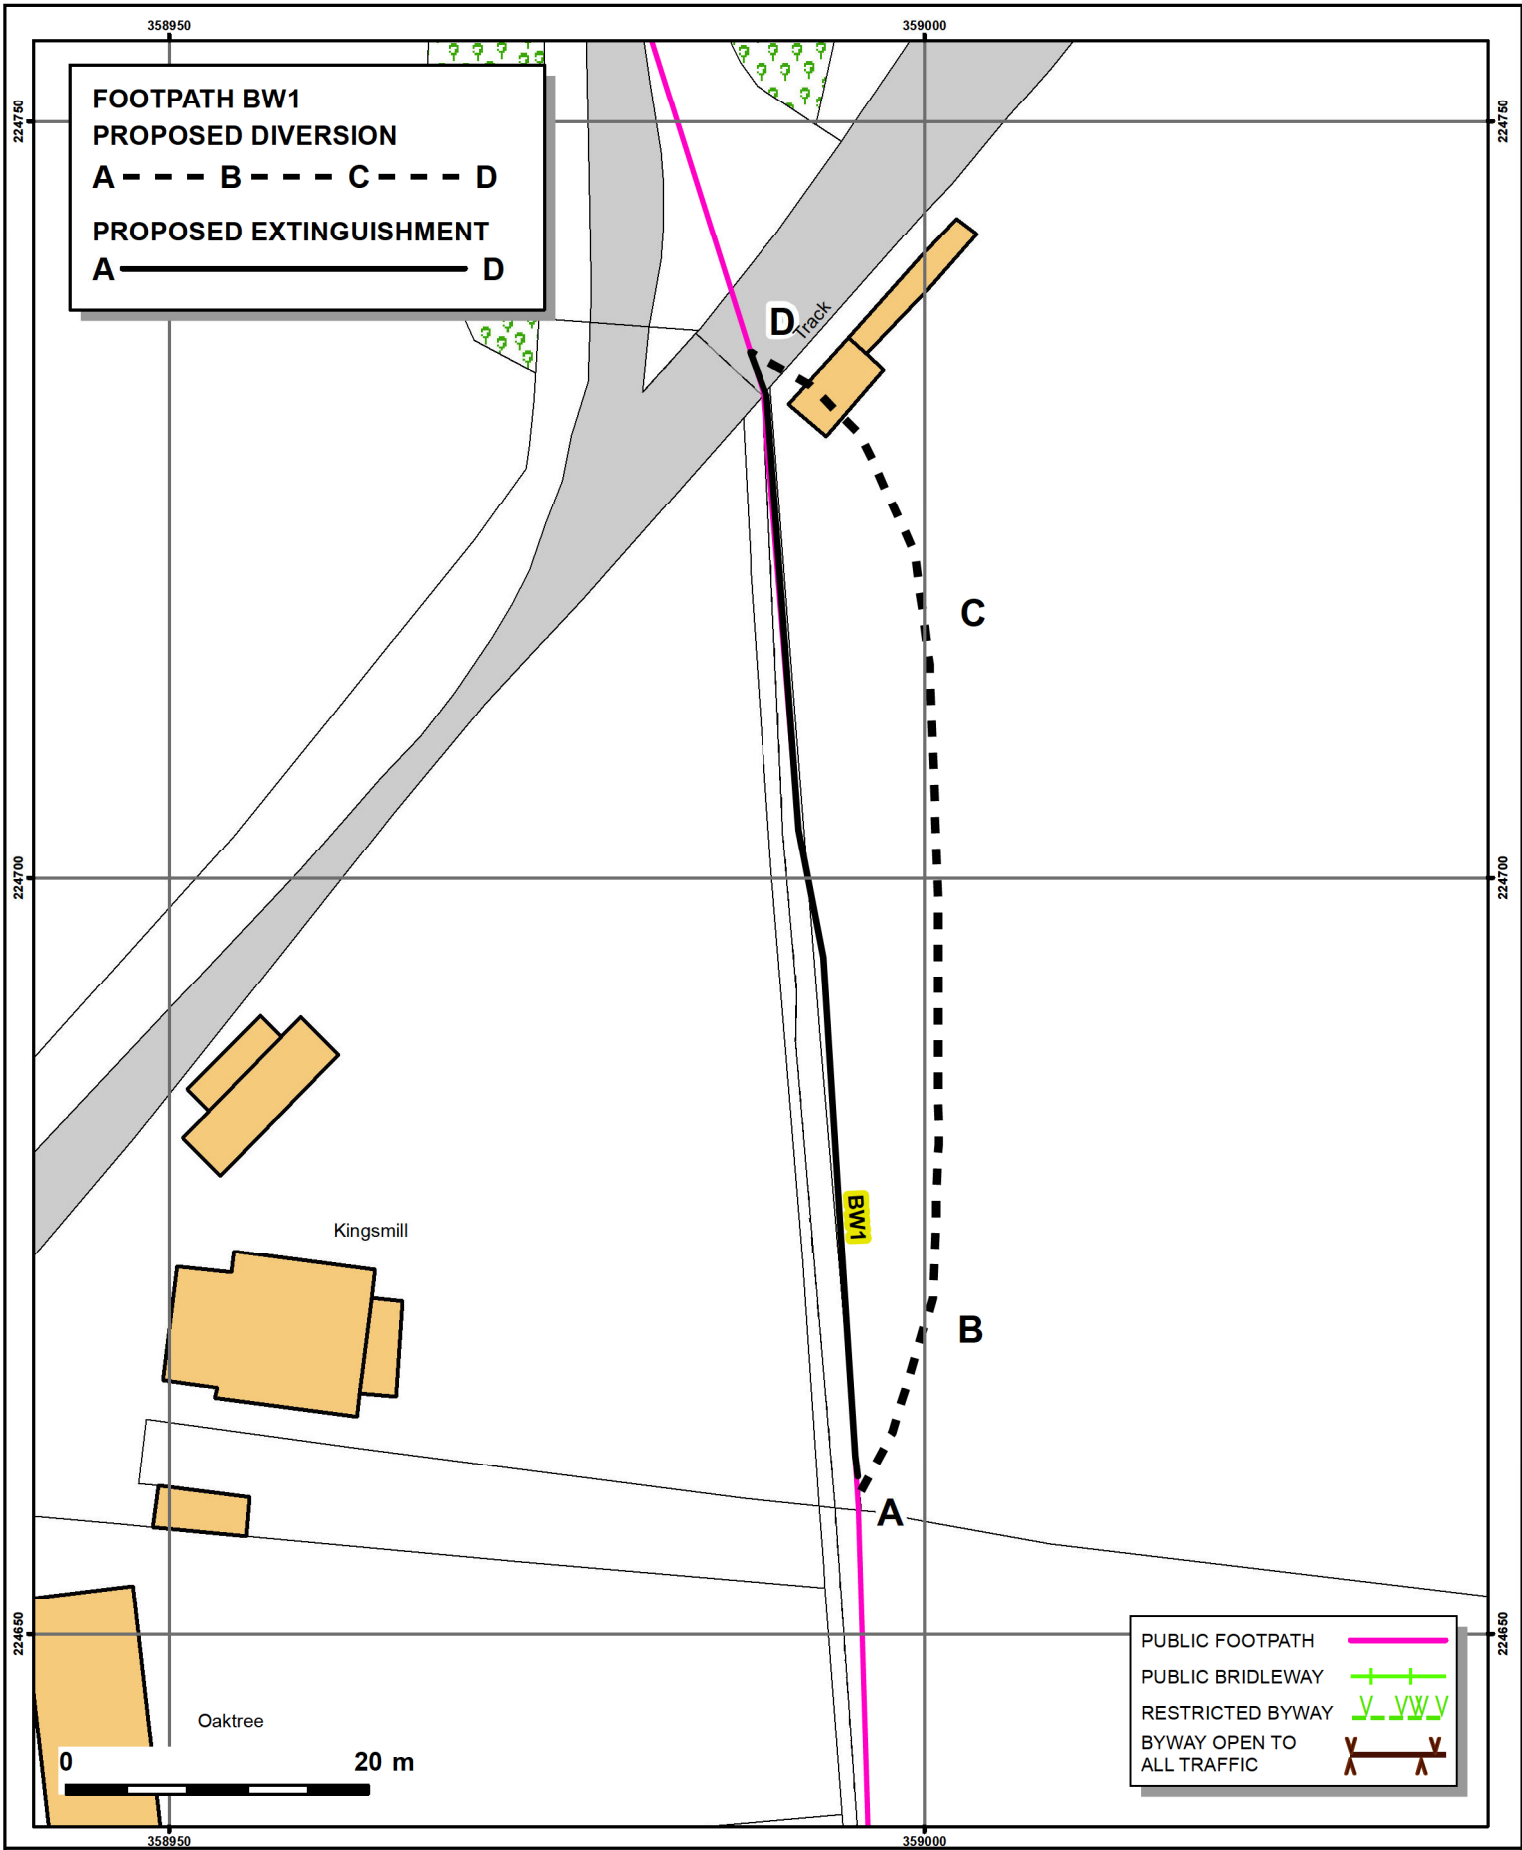 358950
359000
224750
224750
FOOTPATH BW1
PROPOSED DIVERSION
A B C D
PROPOSED EXTINGUISHMENT
A D
D
Track
C
224700
224700
BW1
Kingsmill
B
A
224650
224650
PUBLIC FOOTPATH
PUBLIC BRIDLEWAY
RESTRICTED BYWAY
BYWAY OPEN TO
ALL TRAFFIC
Oaktree
0 20 m
358950
359000